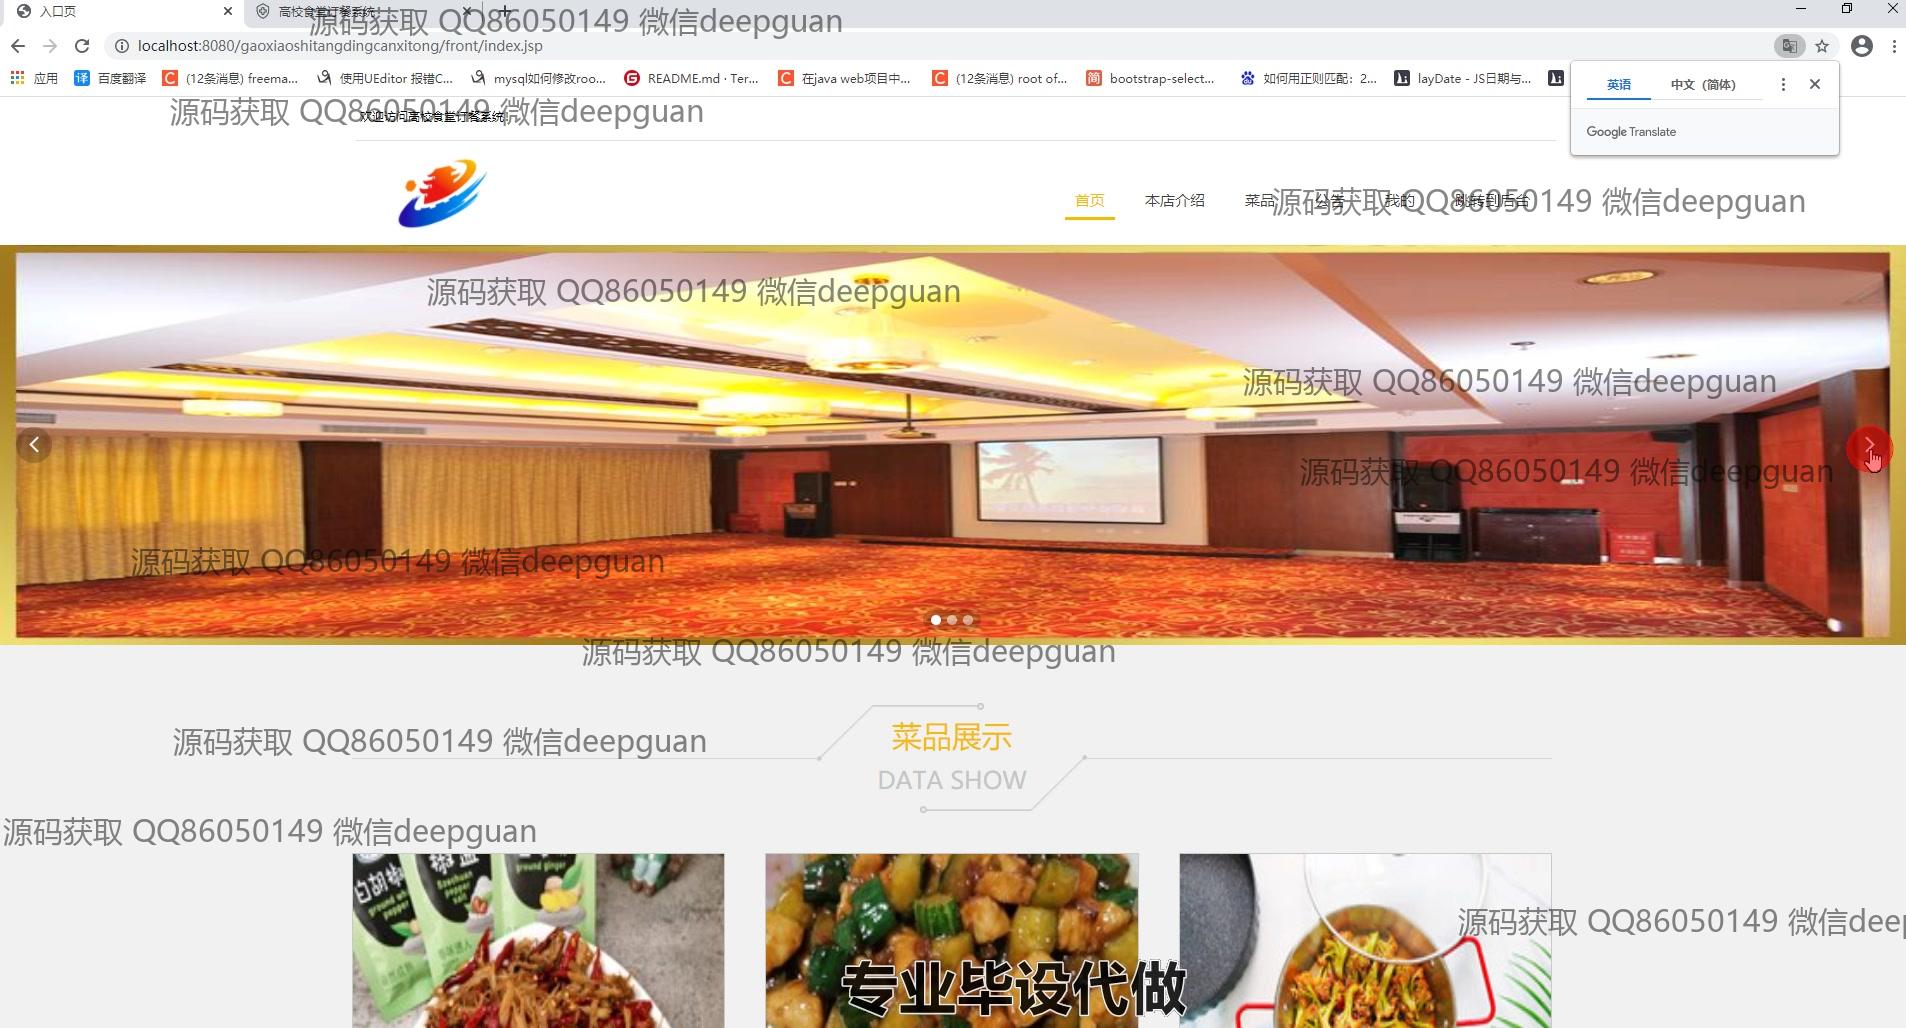 入口页
高校食堂订餐系统
源码获取 QQ86050149 微信deepguan
localhost:8080/gaoxiaoshitangdingcanxitong/front/index.jsp
应用
百度翻译
(12条消息) freema...
使用UEditor 报错C...
mysql如何修改roo...
README.md · Ter...
在java web项目中...
(12条消息) root of...
bootstrap-select...
如何用正则匹配：2...
layDate - JS日期与...
英语
中文（简体）
Google Translate
源码获取 QQ86050149 微信deepguan
欢迎访问高校食堂订餐系统
首页
本店介绍
菜品
公告
我的
跳转到后台
源码获取 QQ86050149 微信deepguan
源码获取 QQ86050149 微信deepguan
源码获取 QQ86050149 微信deepguan
源码获取 QQ86050149 微信deepguan
源码获取 QQ86050149 微信deepguan
源码获取 QQ86050149 微信deepguan
菜品展示
源码获取 QQ86050149 微信deepguan
DATA SHOW
源码获取 QQ86050149 微信deepguan
白胡椒
椒盐
ground ginger
源码获取 QQ86050149 微信deep
专业毕设代做